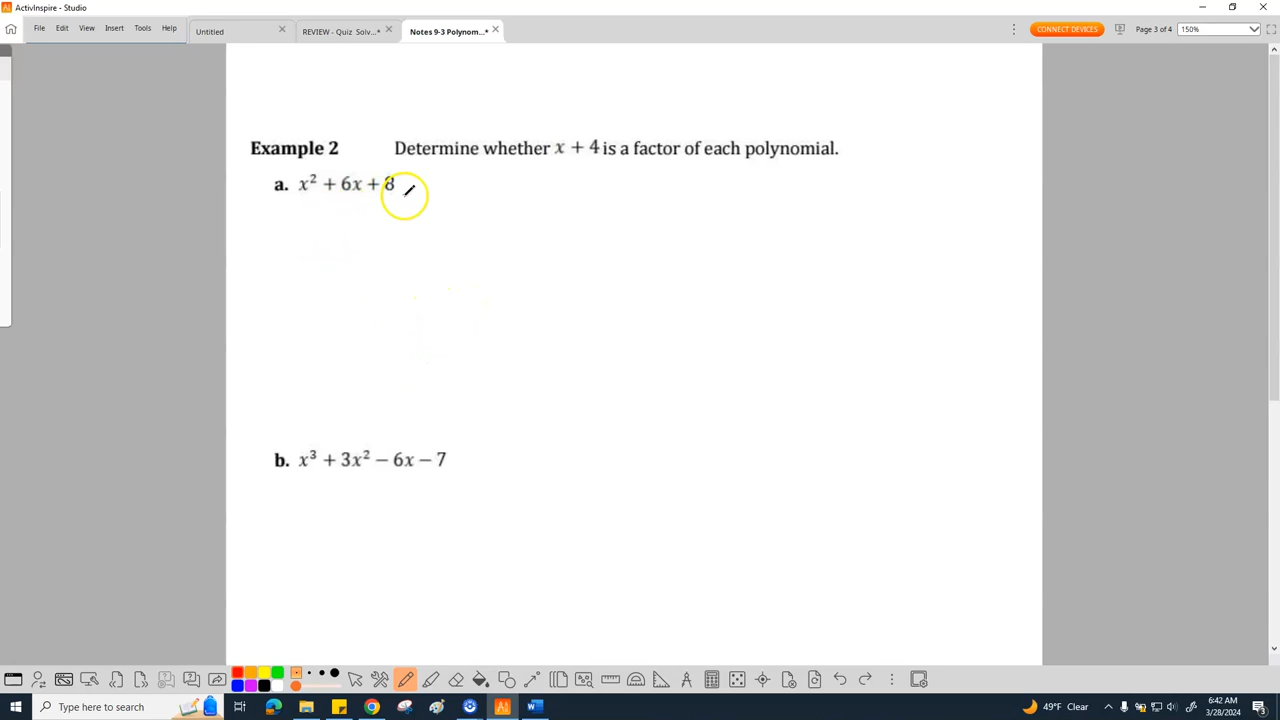 ActivInspire - Studio
File Edit View Insert Tools Help
Untitled
REVIEW - Quiz Solv...*
Notes 9-3 Polynom...*
CONNECT DEVICES
Page 3 of 4
150%
Example 2 Determine whether x + 4 is a factor of each polynomial.
a. x² + 6x + 8
b. x³ + 3x² − 6x − 7
Type here to search
49°F Clear
6:42 AM
3/28/2024